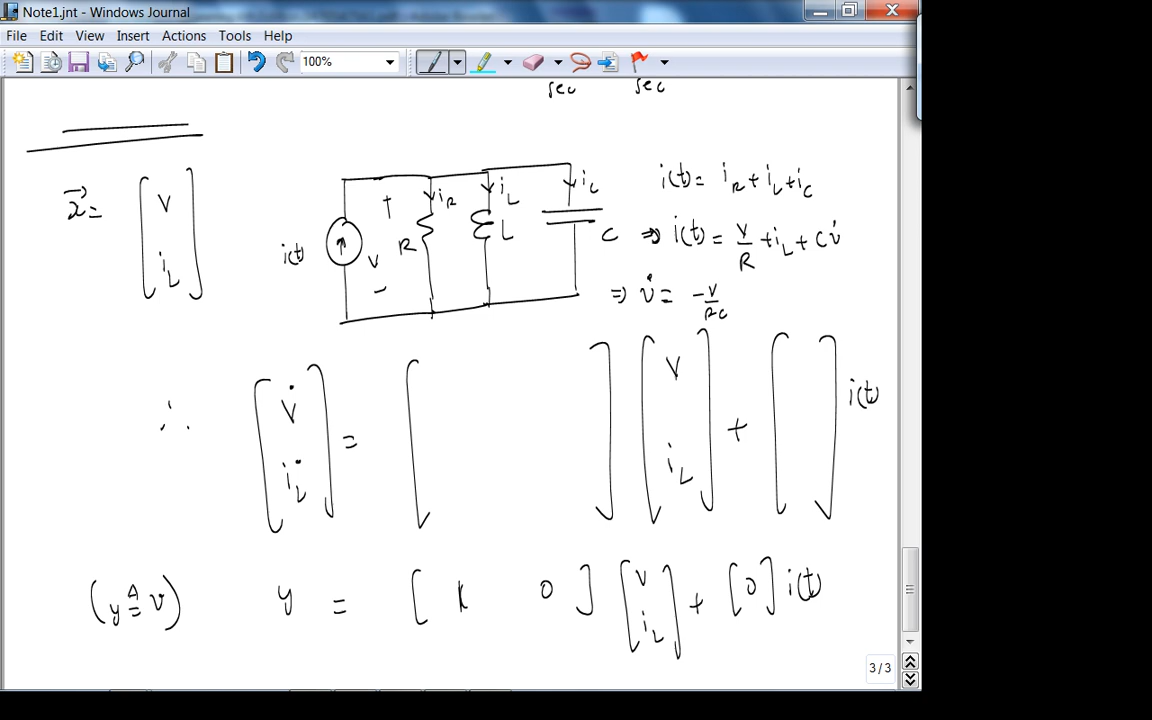 Note1.jnt - Windows Journal
File Edit View Insert Actions Tools Help
100%
sec sec
x = [ v i_L ]
i(t) + v - R i_R i_L L i_C C
i(t) = i_R + i_L + i_C
⇒ i(t) = v/R + i_L + C v̇
⇒ v̇ = -v/RC
∴ [ v̇ i̇_L ] = [ ] [ v i_L ] + [ ] i(t)
(y ≜ v) y = [ 1 0 ] [ v i_L ] + [0] i(t)
3 / 3